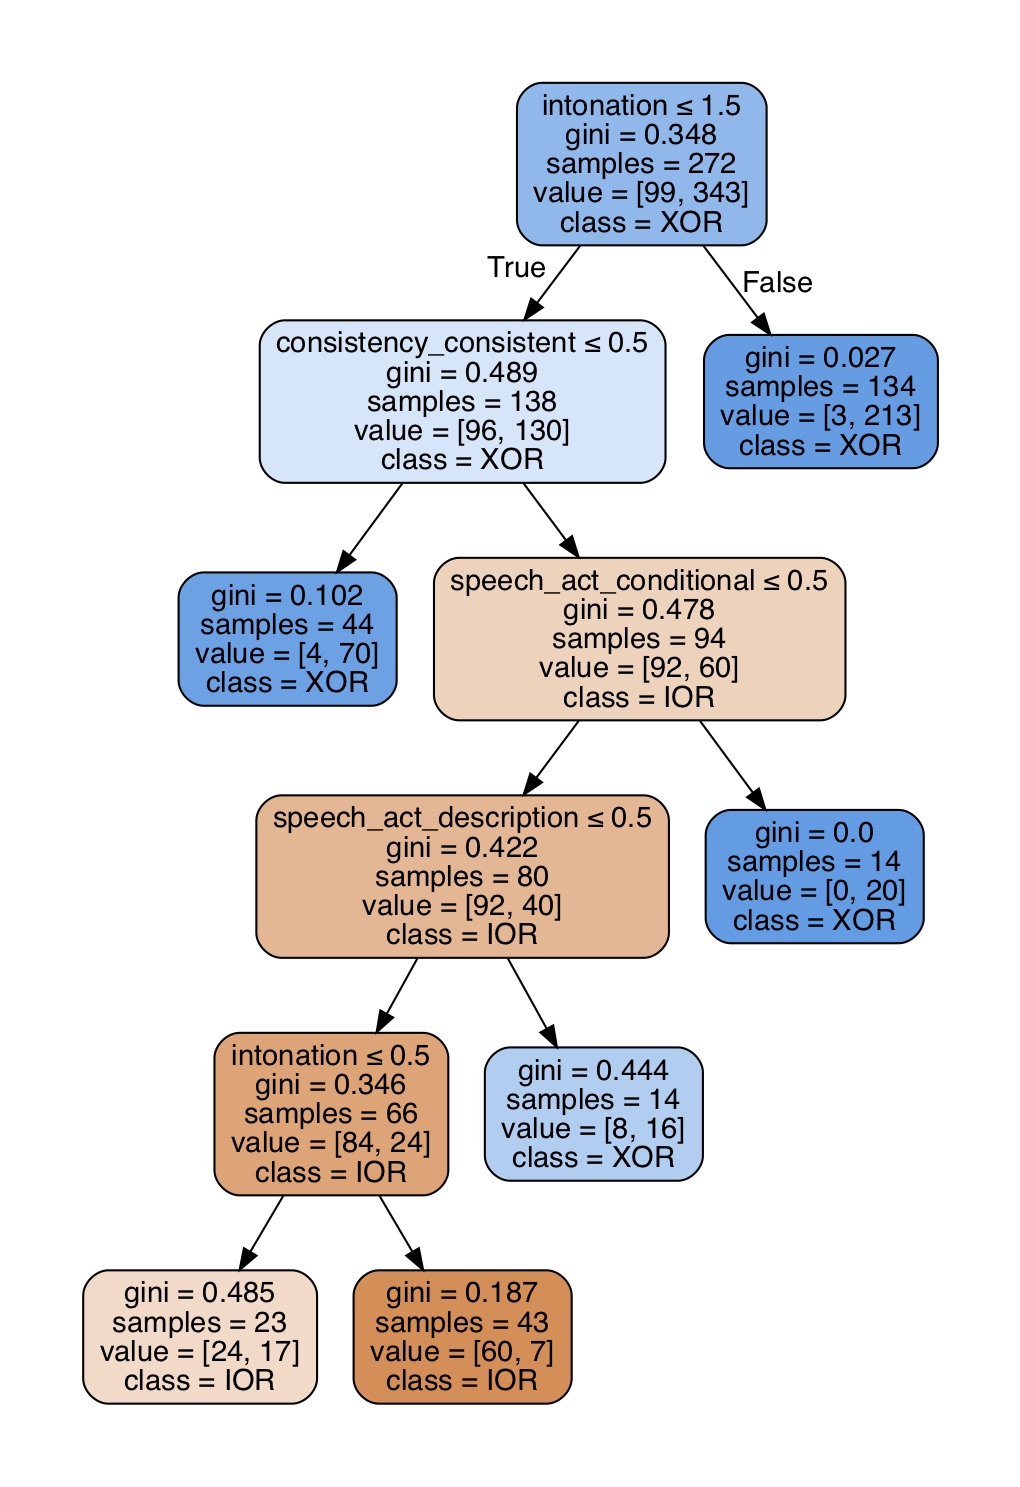 intonation ≤ 1.5
gini = 0.348
samples = 272
value = [99, 343]
class = XOR
True
False
consistency_consistent ≤ 0.5
gini = 0.489
samples = 138
value = [96, 130]
class = XOR
gini = 0.027
samples = 134
value = [3, 213]
class = XOR
gini = 0.102
samples = 44
value = [4, 70]
class = XOR
speech_act_conditional ≤ 0.5
gini = 0.478
samples = 94
value = [92, 60]
class = IOR
speech_act_description ≤ 0.5
gini = 0.422
samples = 80
value = [92, 40]
class = IOR
gini = 0.0
samples = 14
value = [0, 20]
class = XOR
intonation ≤ 0.5
gini = 0.346
samples = 66
value = [84, 24]
class = IOR
gini = 0.444
samples = 14
value = [8, 16]
class = XOR
gini = 0.485
samples = 23
value = [24, 17]
class = IOR
gini = 0.187
samples = 43
value = [60, 7]
class = IOR